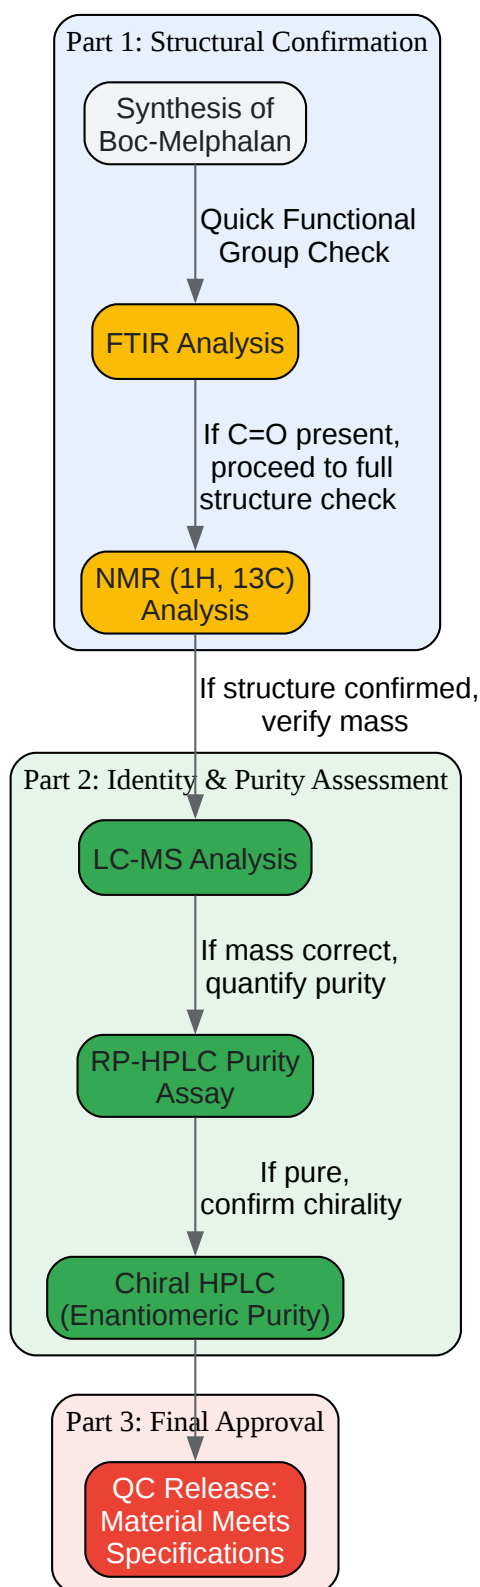 Part 1: Structural Confirmation
Synthesis of
Boc-Melphalan
Quick Functional
Group Check
FTIR Analysis
If C=O present,
proceed to full
structure check
NMR (1H, 13C)
Analysis
If structure confirmed,
verify mass
Part 2: Identity & Purity Assessment
LC-MS Analysis
If mass correct,
quantify purity
RP-HPLC Purity
Assay
If pure,
confirm chirality
Chiral HPLC
(Enantiomeric Purity)
Part 3: Final Approval
QC Release:
Material Meets
Specifications